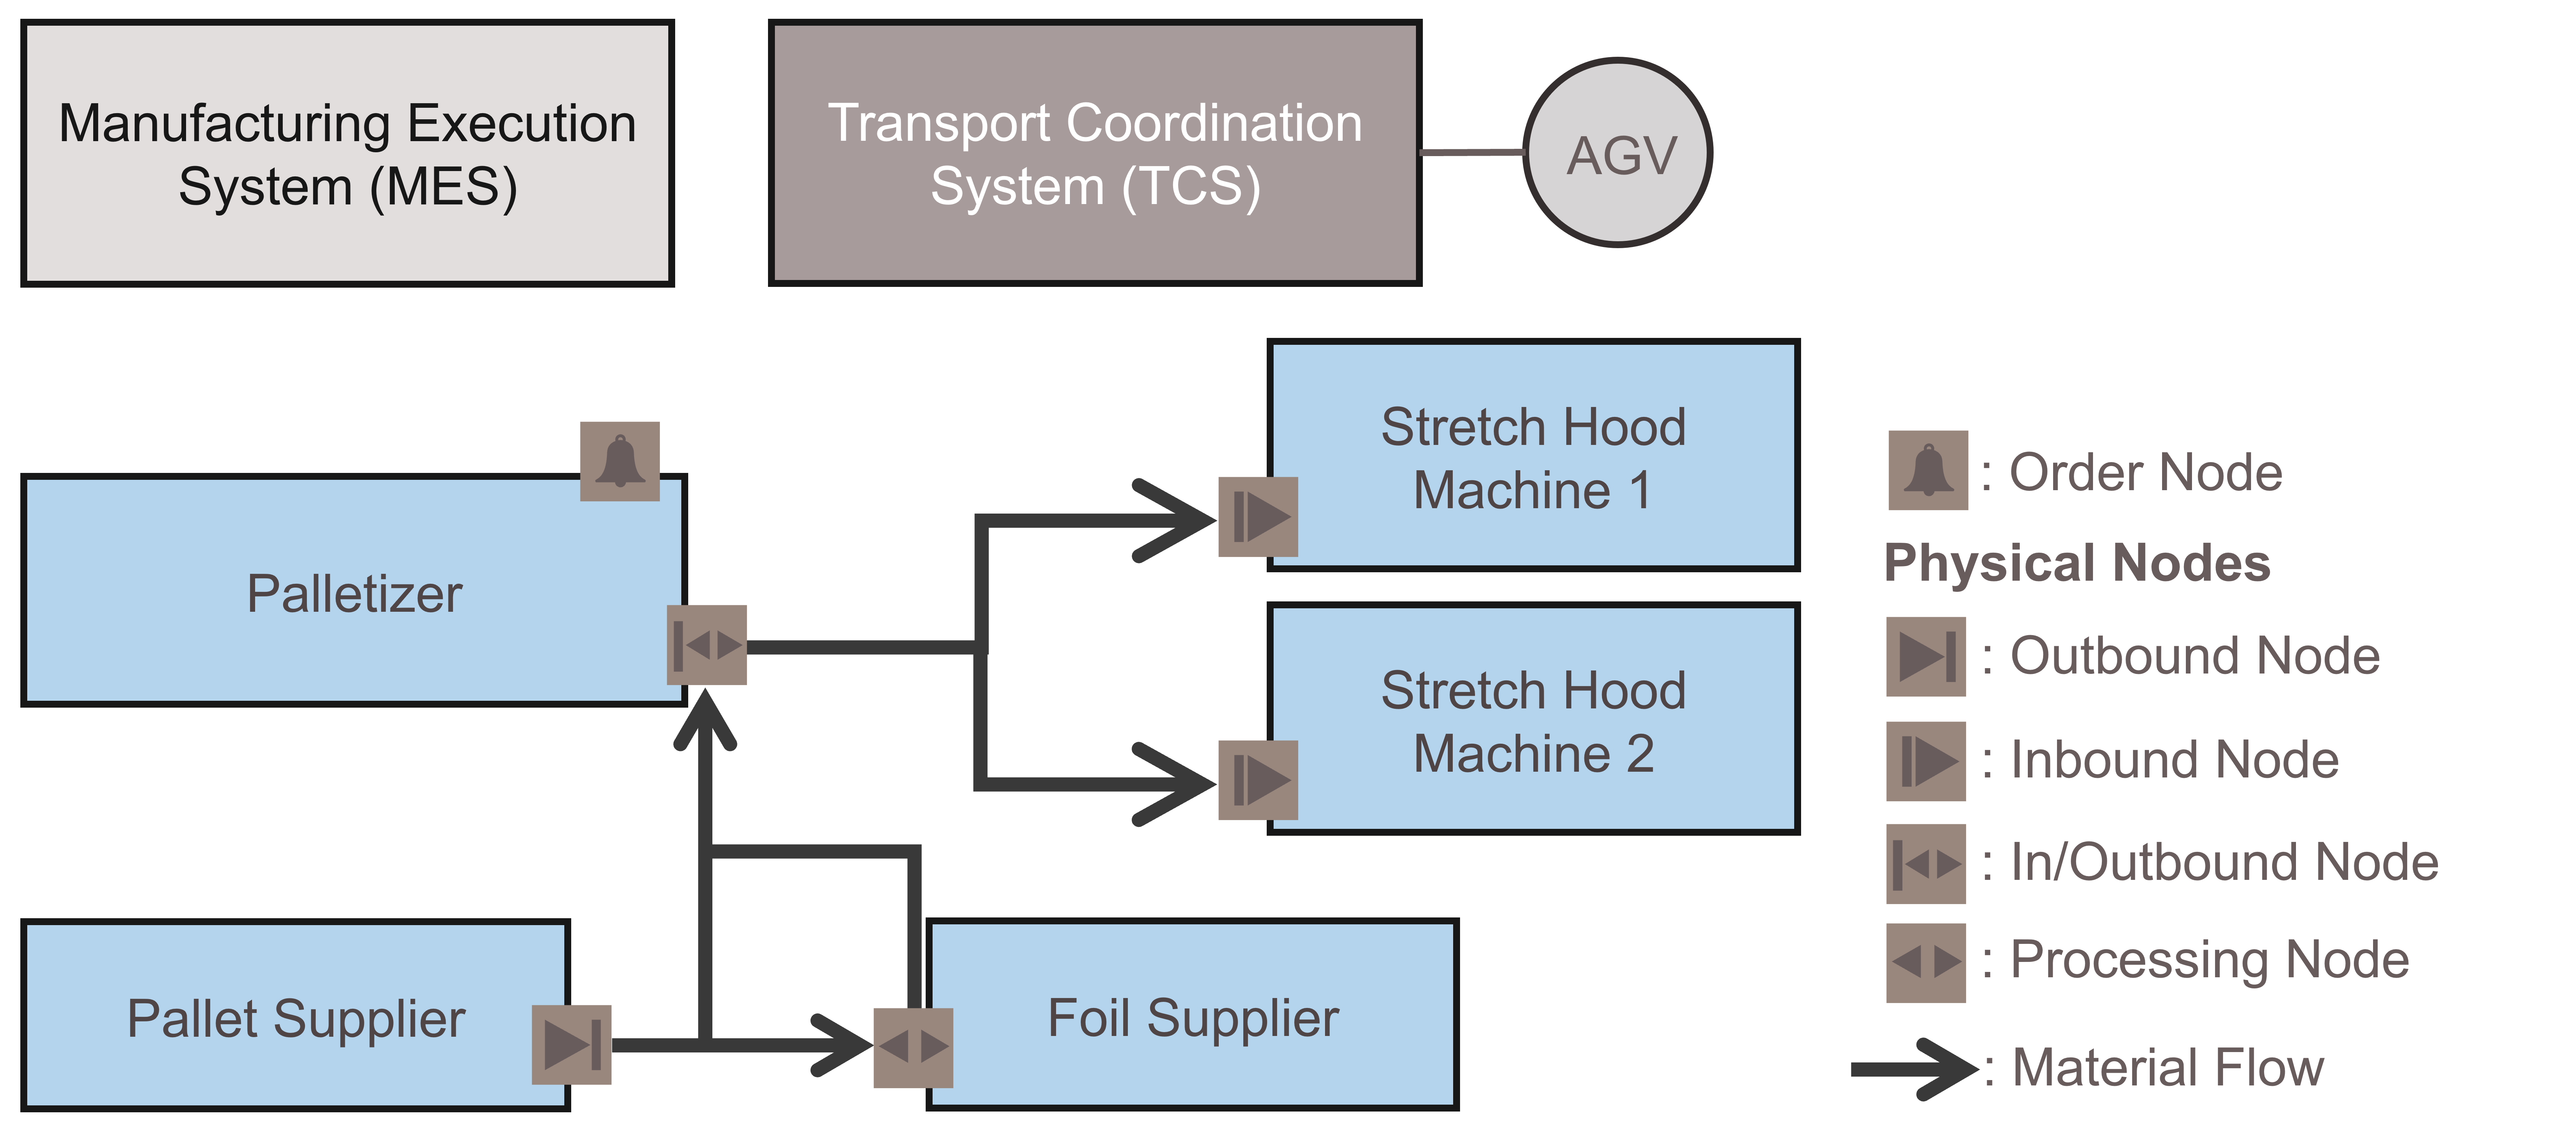 Manufacturing Execution
System (MES)
Transport Coordination
System (TCS)
AGV
Stretch Hood
Machine 1
Palletizer
Stretch Hood
Machine 2
Pallet Supplier
Foil Supplier
: Order Node
Physical Nodes
: Outbound Node
: Inbound Node
: In/Outbound Node
: Processing Node
: Material Flow